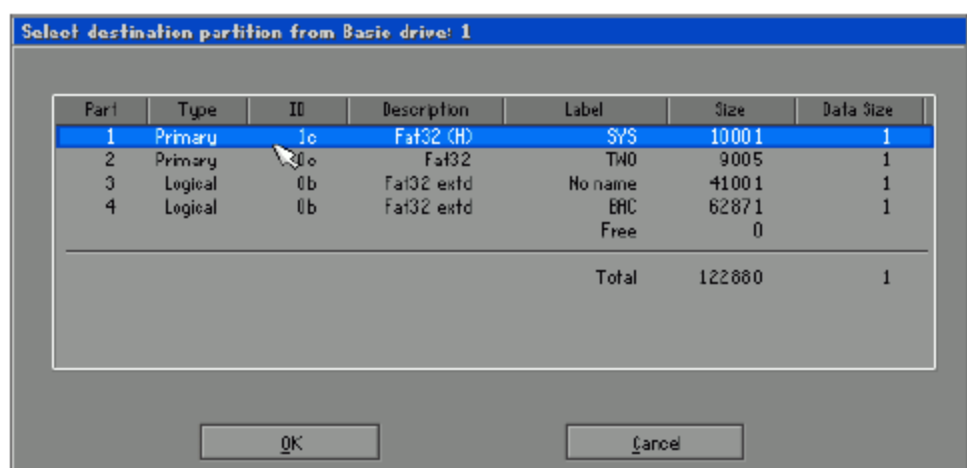 Select destination partition from Basic drive: 1
Part Type ID Description Label Size Data Size
1 Primary 1c Fat32 (H) SYS 10001 1
2 Primary 0c Fat32 TWO 9005 1
3 Logical 0b Fat32 extd No name 41001 1
4 Logical 0b Fat32 extd BAC 62871 1
Free 0
Total 122880 1
OK Cancel